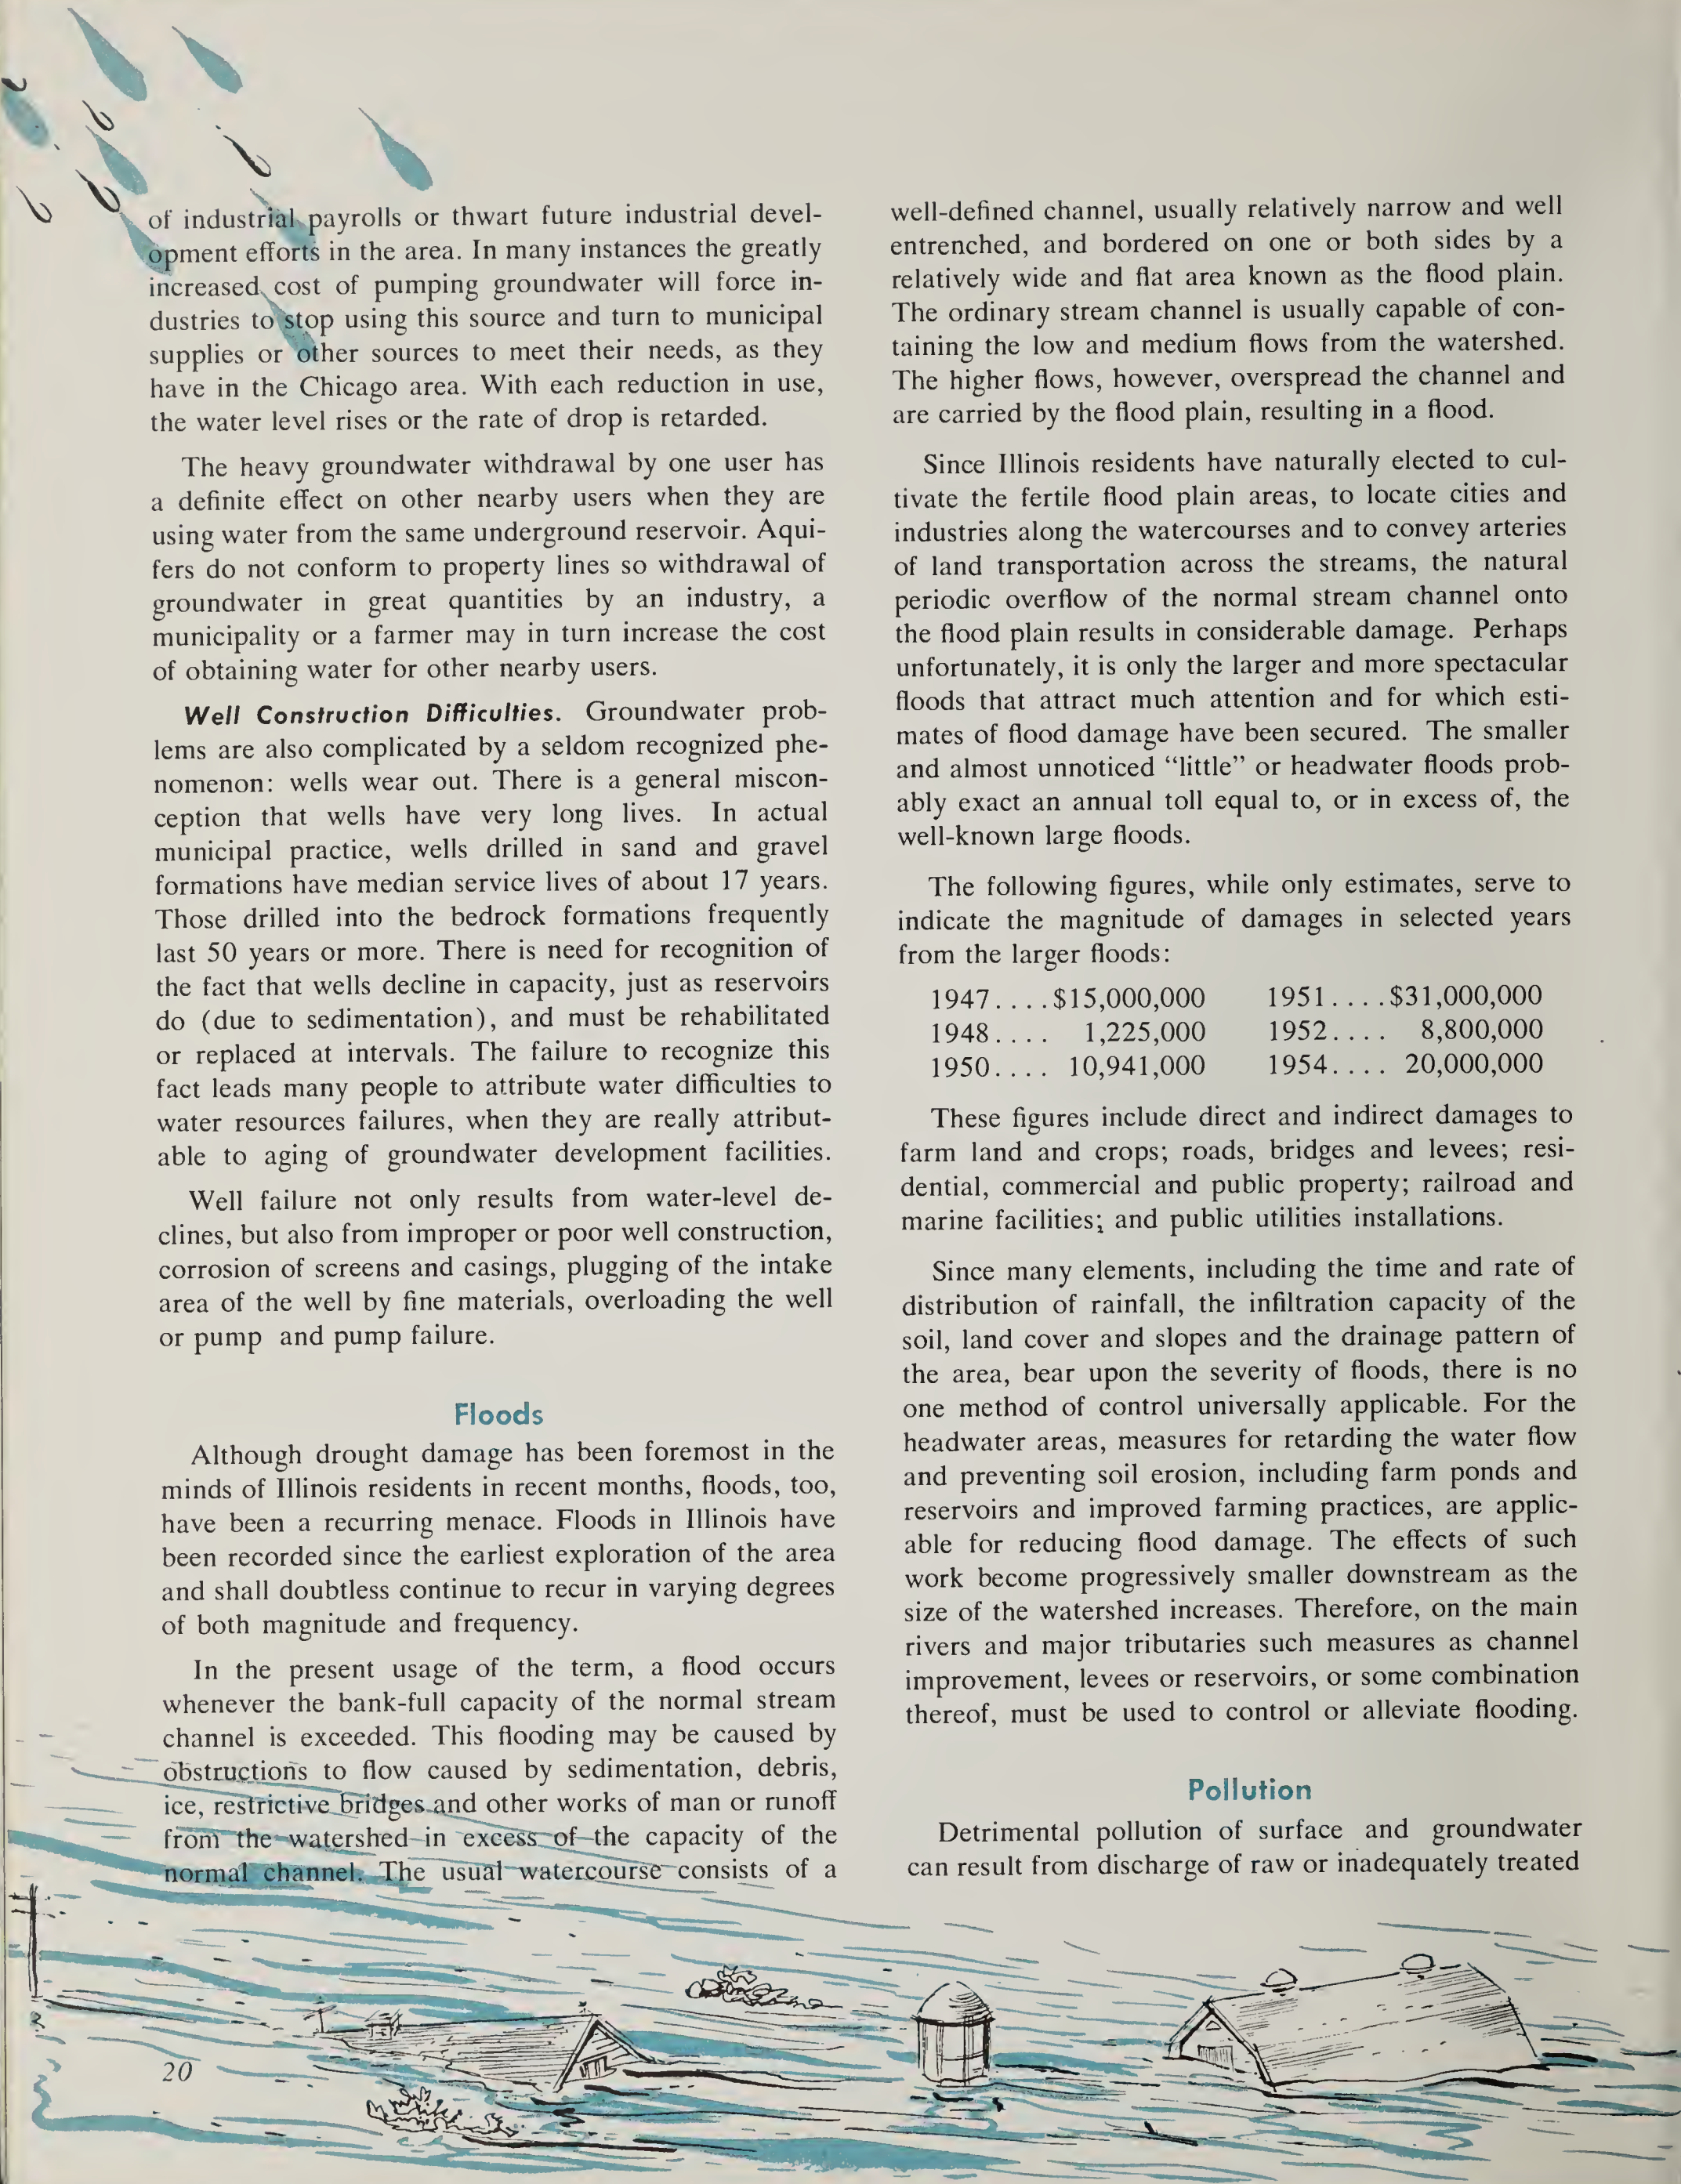 of industrial payrolls or thwart future industrial devel-
opment efforts in the area. In many instances the greatly
increased cost of pumping groundwater will force in-
dustries to stop using this source and turn to municipal
supplies or other sources to meet their needs, as they
have in the Chicago area. With each reduction in use,
the water level rises or the rate of drop is retarded.
The heavy groundwater withdrawal by one user has
a definite effect on other nearby users when they are
using water from the same underground reservoir. Aqui-
fers do not conform to property lines so withdrawal of
groundwater in great quantities by an industry, a
municipality or a farmer may in turn increase the cost
of obtaining water for other nearby users.
Well Construction Difficulties. Groundwater prob-
lems are also complicated by a seldom recognized phe-
nomenon: wells wear out. There is a general miscon-
ception that wells have very long lives. In actual
municipal practice, wells drilled in sand and gravel
formations have median service lives of about 17 years.
Those drilled into the bedrock formations frequently
last 50 years or more. There is need for recognition of
the fact that wells decline in capacity, just as reservoirs
do (due to sedimentation), and must be rehabilitated
or replaced at intervals. The failure to recognize this
fact leads many people to attribute water difficulties to
water resources failures, when they are really attribut-
able to aging of groundwater development facilities.
Well failure not only results from water-level de-
clines, but also from improper or poor well construction,
corrosion of screens and casings, plugging of the intake
area of the well by fine materials, overloading the well
or pump and pump failure.
Floods
Although drought damage has been foremost in the
minds of Illinois residents in recent months, floods, too,
have been a recurring menace. Floods in Illinois have
been recorded since the earliest exploration of the area
and shall doubtless continue to recur in varying degrees
of both magnitude and frequency.
In the present usage of the term, a flood occurs
whenever the bank-full capacity of the normal stream
channel is exceeded. This flooding may be caused by
obstructions to flow caused by sedimentation, debris,
ice, restrictive bridges and other works of man or runoff
from the watershed in excess of the capacity of the
normal channel. The usual watercourse consists of a
well-defined channel, usually relatively narrow and well
entrenched, and bordered on one or both sides by a
relatively wide and flat area known as the flood plain.
The ordinary stream channel is usually capable of con-
taining the low and medium flows from the watershed.
The higher flows, however, overspread the channel and
are carried by the flood plain, resulting in a flood.
Since Illinois residents have naturally elected to cul-
tivate the fertile flood plain areas, to locate cities and
industries along the watercourses and to convey arteries
of land transportation across the streams, the natural
periodic overflow of the normal stream channel onto
the flood plain results in considerable damage. Perhaps
unfortunately, it is only the larger and more spectacular
floods that attract much attention and for which esti-
mates of flood damage have been secured. The smaller
and almost unnoticed “little” or headwater floods prob-
ably exact an annual toll equal to, or in excess of, the
well-known large floods.
The following figures, while only estimates, serve to
indicate the magnitude of damages in selected years
from the larger floods:
1947....$15,000,000 1951....$31,000,000
1948.... 1,225,000 1952.... 8,800,000
1950.... 10,941,000 1954.... 20,000,000
These figures include direct and indirect damages to
farm land and crops; roads, bridges and levees; resi-
dential, commercial and public property; railroad and
marine facilities; and public utilities installations.
Since many elements, including the time and rate of
distribution of rainfall, the infiltration capacity of the
soil, land cover and slopes and the drainage pattern of
the area, bear upon the severity of floods, there is no
one method of control universally applicable. For the
headwater areas, measures for retarding the water flow
and preventing soil erosion, including farm ponds and
reservoirs and improved farming practices, are applic-
able for reducing flood damage. The effects of such
work become progressively smaller downstream as the
size of the watershed increases. Therefore, on the main
rivers and major tributaries such measures as channel
improvement, levees or reservoirs, or some combination
thereof, must be used to control or alleviate flooding.
Pollution
Detrimental pollution of surface and groundwater
can result from discharge of raw or inadequately treated
20